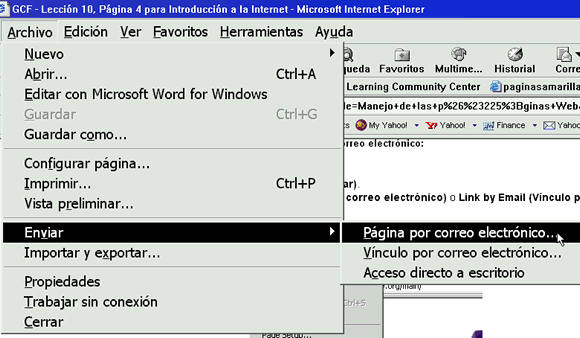 GCF - Lección 10, Página 4 para Introducción a la Internet - Microsoft Internet Explorer
Archivo Edición Ver Favoritos Herramientas Ayuda
Nuevo
Abrir... Ctrl+A
Editar con Microsoft Word for Windows
Guardar Ctrl+G
Guardar como...
Configurar página...
Imprimir... Ctrl+P
Vista preliminar...
Enviar
Importar y exportar...
Propiedades
Trabajar sin conexión
Cerrar
queda Favoritos Multime... Historial Corre
Learning Community Center paginasamarilla
de=Manejo+de+las+p%26%23225%3Bginas+Weba
My Yahoo! Yahoo! Finance Yahoo
orreo electrónico:
ar).
correo electrónico) o Link by Email (Vínculo p
Página por correo electrónico...
Vínculo por correo electrónico...
Acceso directo a escritorio
.org/main)
Ctrl+S
Page Setup...